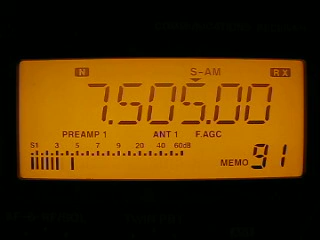 N S-AM RX
7.505.00
PREAMP 1 ANT 1 F.AGC
S1 3 5 7 9 20 40 60dB
MEMO 91